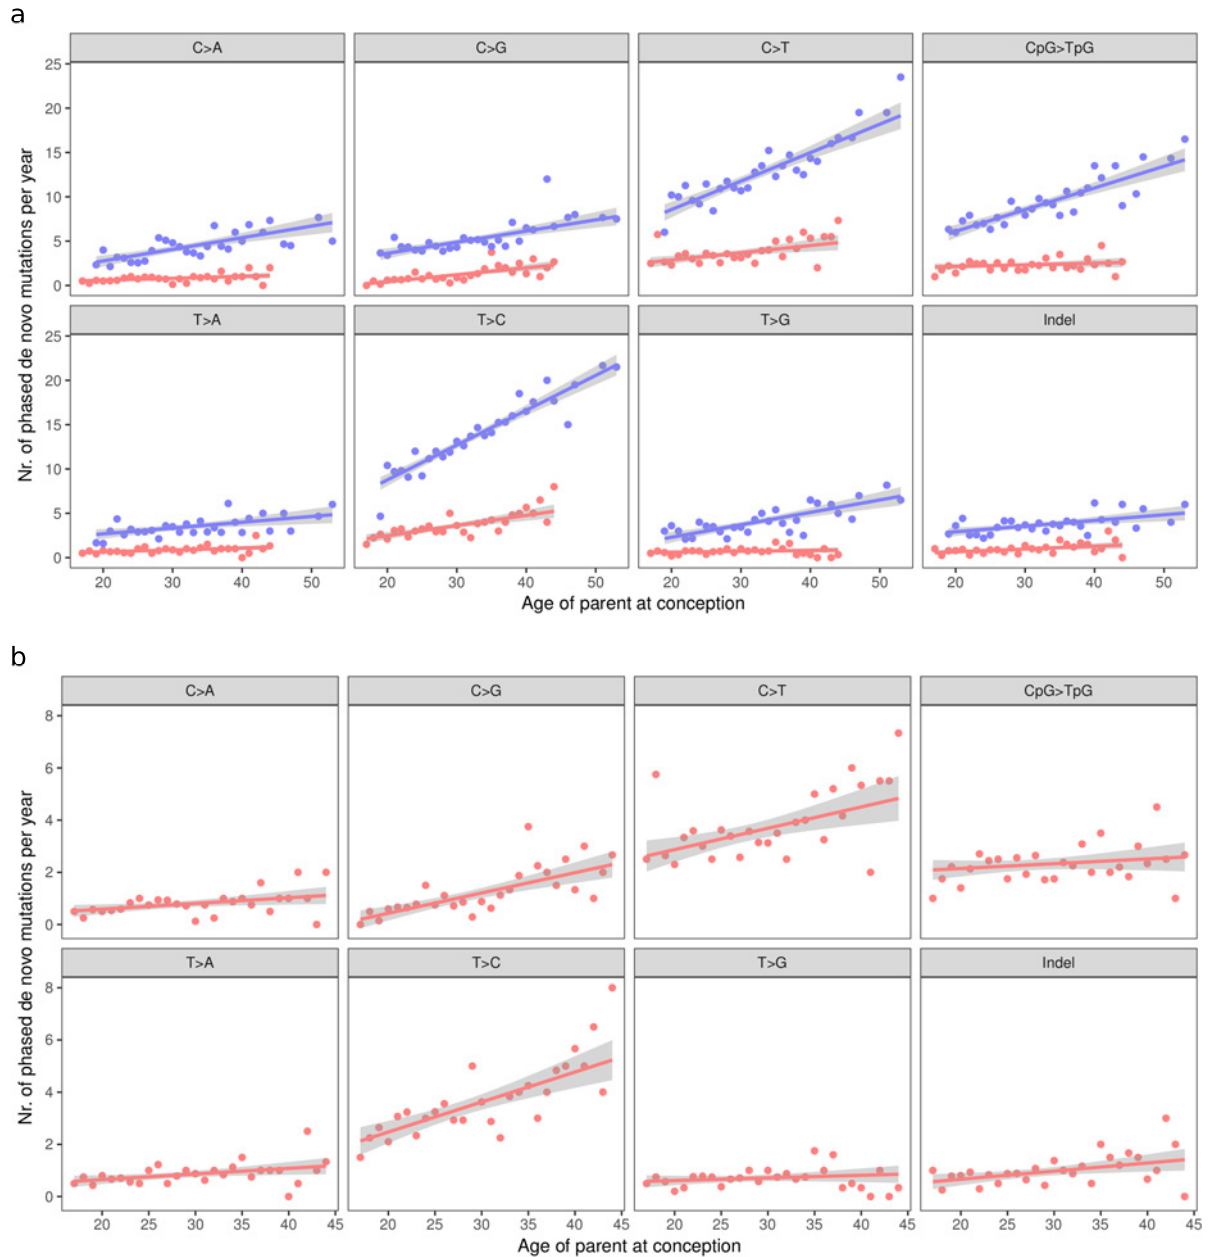 a
C>A C>G C>T CpG>TpG
25
20
15
10
5
0
T>A T>C T>G Indel
25
20
15
10
5
0
20 30 40 50 20 30 40 50 20 30 40 50 20 30 40 50
Nr. of phased de novo mutations per year
Age of parent at conception
b
C>A C>G C>T CpG>TpG
8
6
4
2
0
T>A T>C T>G Indel
8
6
4
2
0
20 25 30 35 40 45 20 25 30 35 40 45 20 25 30 35 40 45 20 25 30 35 40 45
Nr. of phased de novo mutations per year
Age of parent at conception